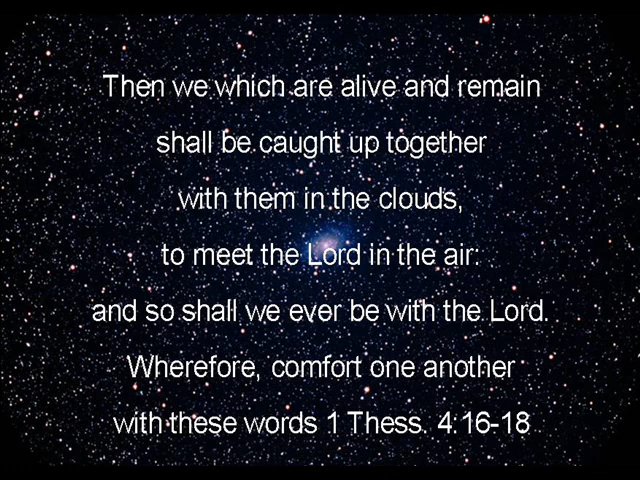 Then we which are alive and remain
shall be caught up together
with them in the clouds,
to meet the Lord in the air:
and so shall we ever be with the Lord.
Wherefore, comfort one another
with these words 1 Thess. 4:16-18